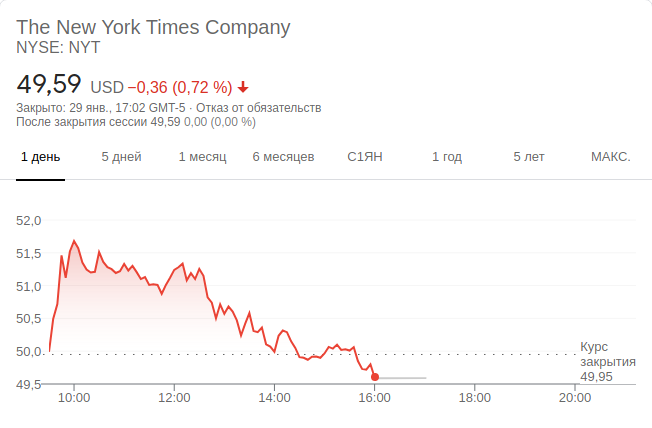 The New York Times Company
NYSE: NYT
49,59 USD −0,36 (0,72 %)
Закрыто: 29 янв., 17:02 GMT-5 · Отказ от обязательств
После закрытия сессии 49,59 0,00 (0,00 %)
1 день 5 дней 1 месяц 6 месяцев С1ЯН 1 год 5 лет МАКС.
52,0
51,5
51,0
50,5
50,0
49,5
Курс
закрытия
49,95
10:00 12:00 14:00 16:00 18:00 20:00